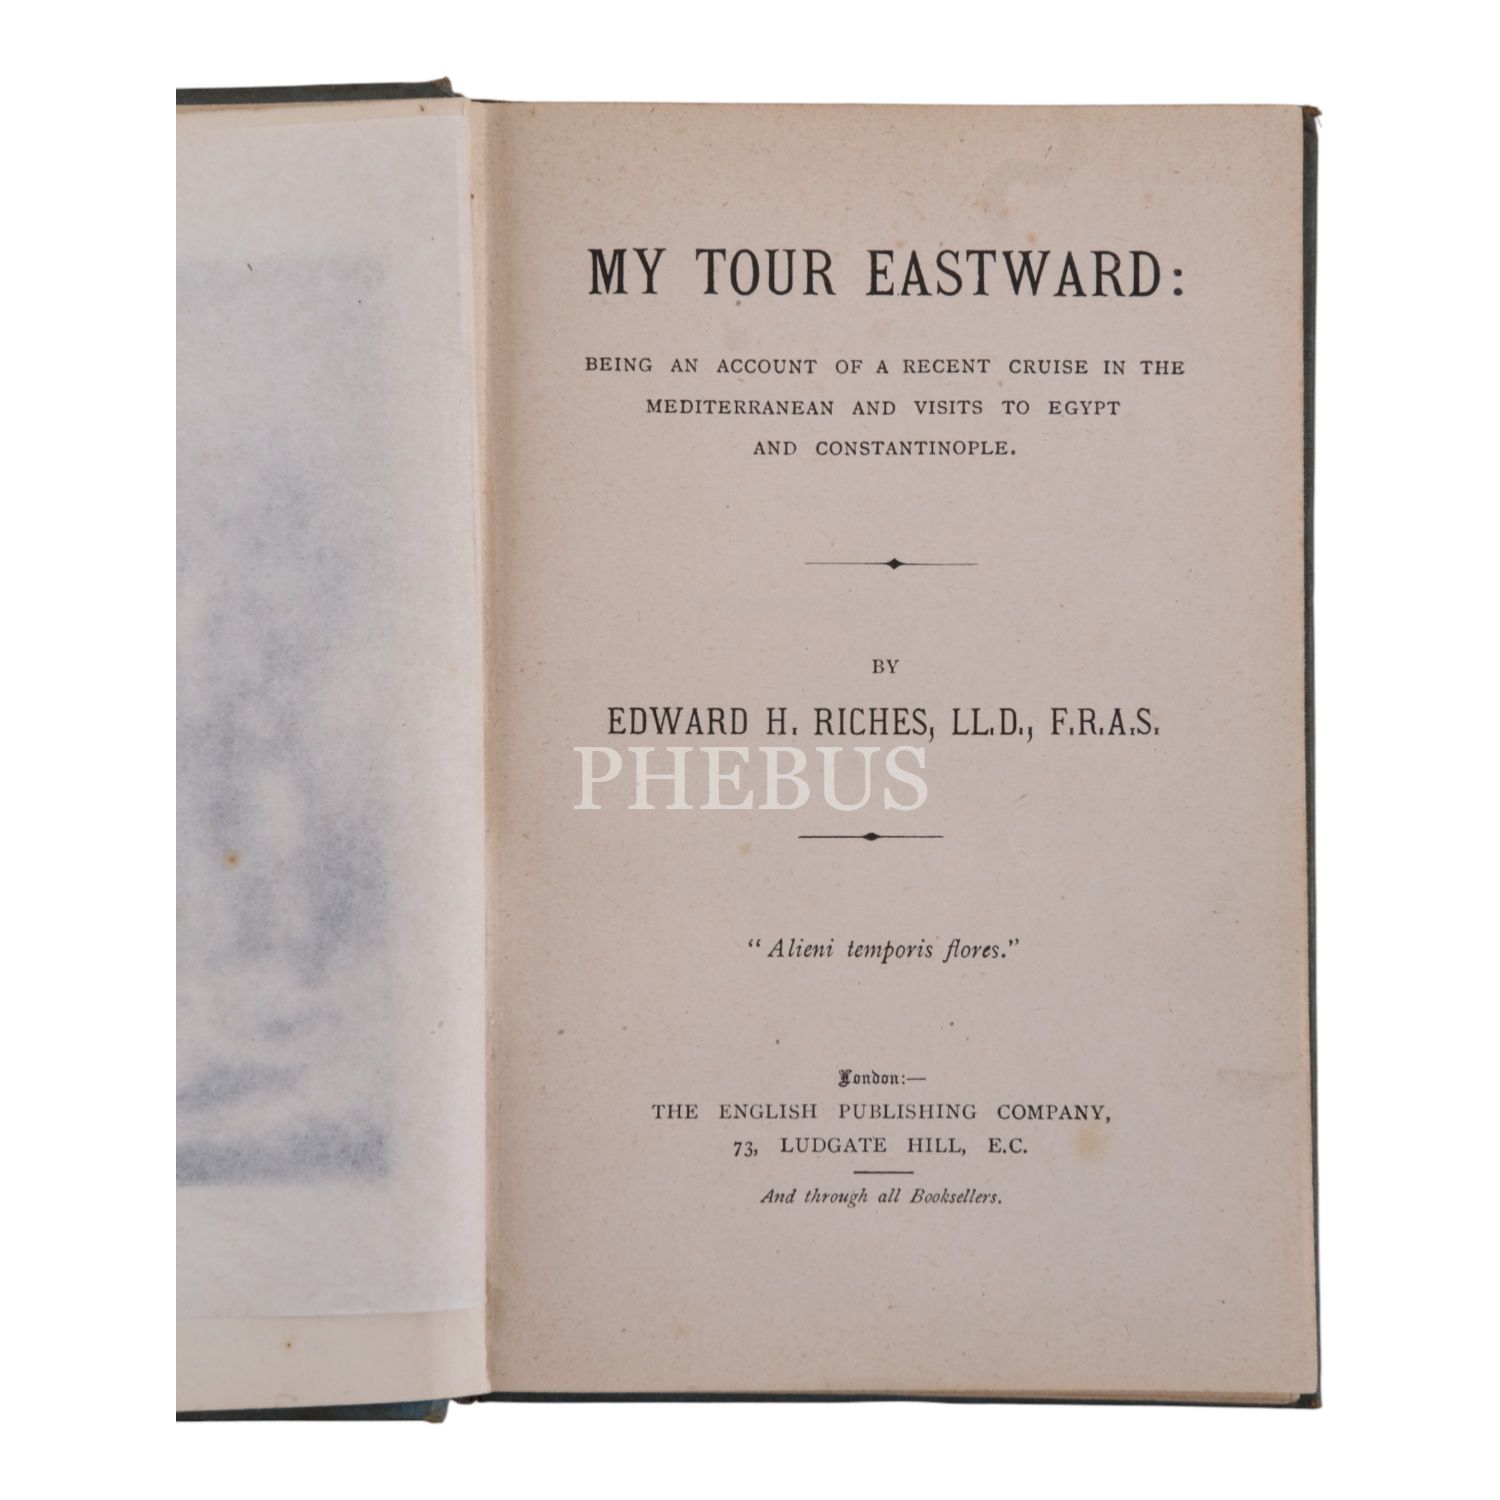 MY TOUR EASTWARD:
BEING AN ACCOUNT OF A RECENT CRUISE IN THE
MEDITERRANEAN AND VISITS TO EGYPT
AND CONSTANTINOPLE.
BY
EDWARD H. RICHES, LL.D., F.R.A.S.
PHEBUS
"Alieni temporis flores."
London:—
THE ENGLISH PUBLISHING COMPANY,
73, LUDGATE HILL, E.C.
And through all Booksellers.